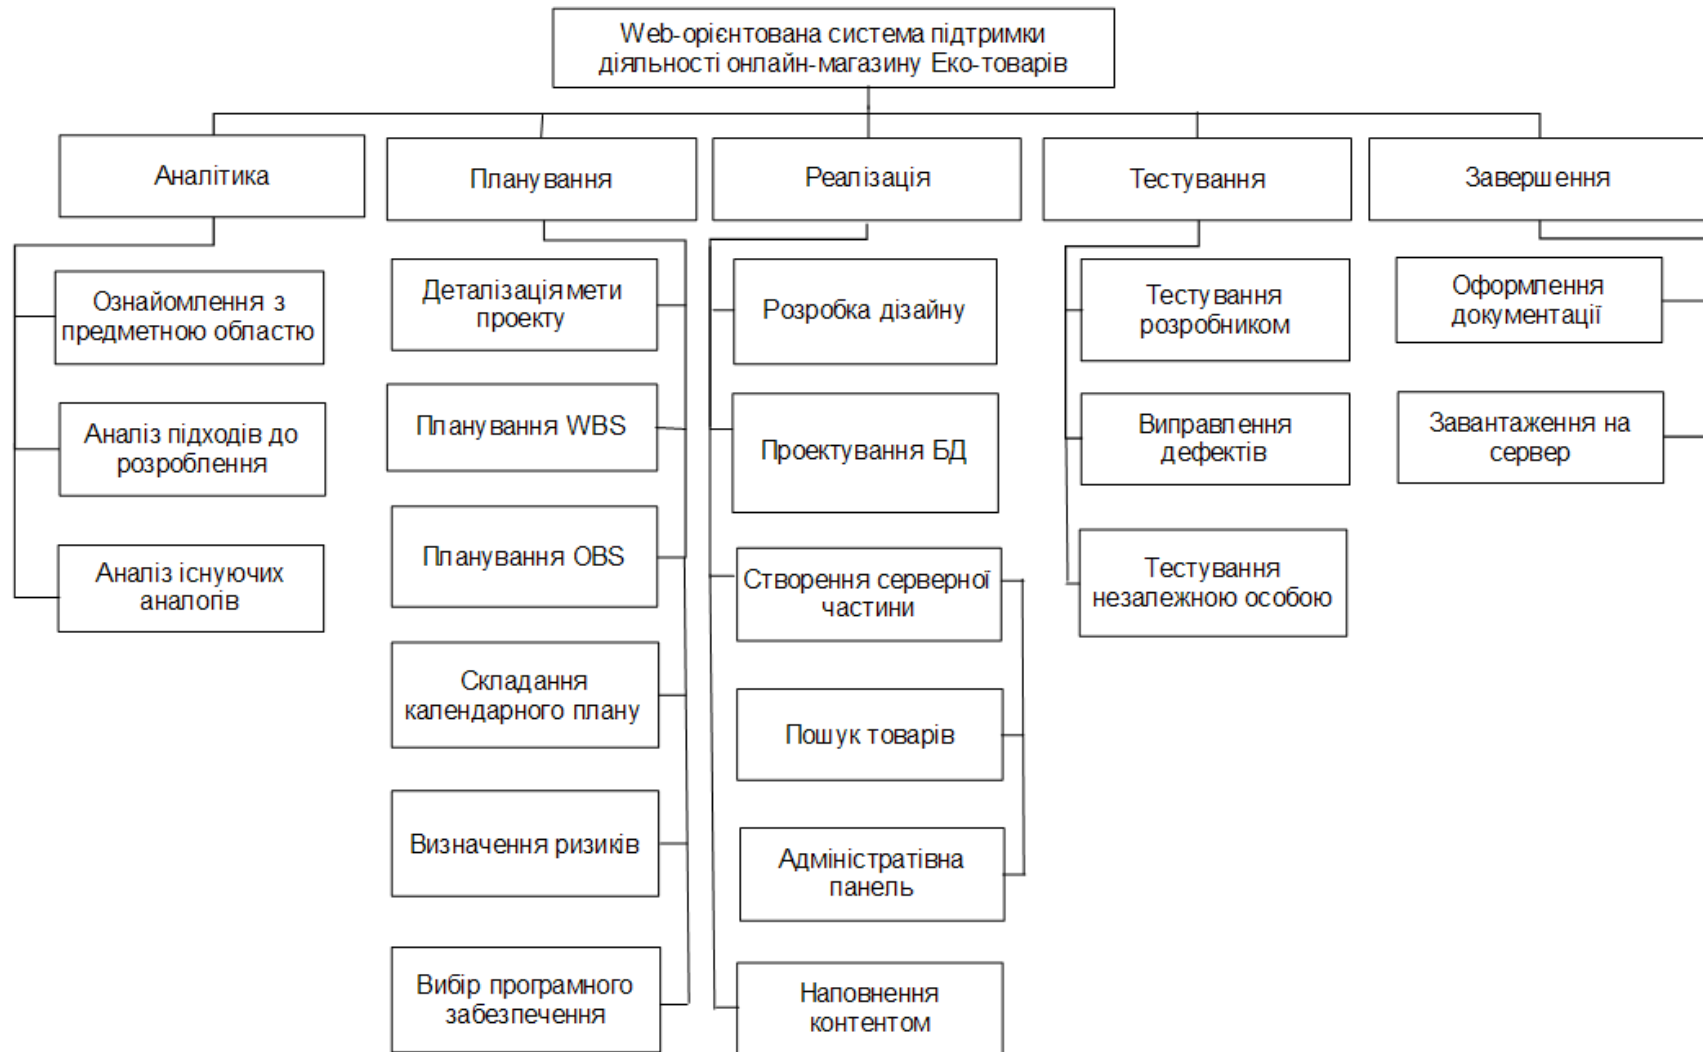 Web-орієнтована система підтримки
діяльності онлайн-магазину Еко-товарів
Аналітика
Планування
Реалізація
Тестування
Завершення
Ознайомлення з
предметною областю
Аналіз підходів до
розроблення
Аналіз існуючих
аналогів
Деталізаціямети
проекту
Планування WBS
Планування OBS
Складання
календарного плану
Визначення ризиків
Вибір програмного
забезпечення
Розробка дізайну
Проектування БД
Створення серверної
частини
Пошук товарів
Адміністратівна
панель
Наповнення
контентом
Тестування
розробником
Виправлення
дефектів
Тестування
незалежною особою
Оформлення
документації
Завантаження на
сервер